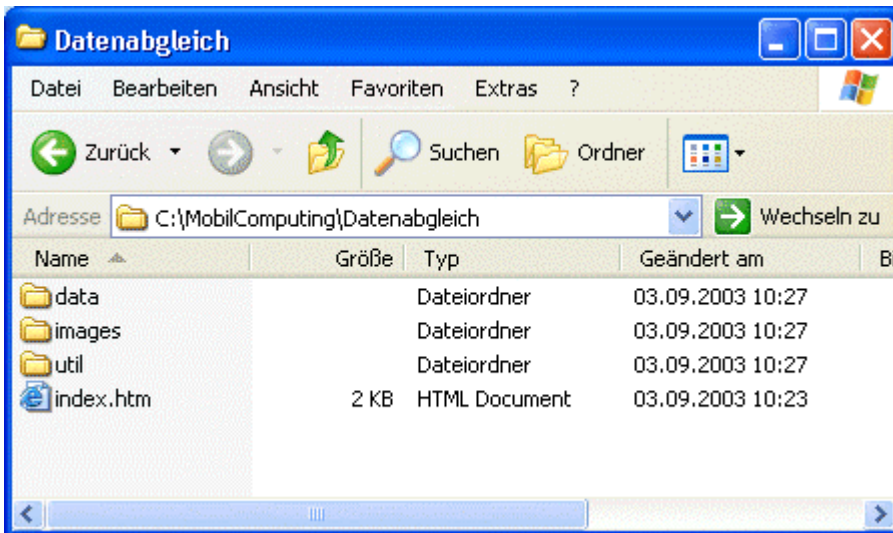 Datenabgleich
Datei Bearbeiten Ansicht Favoriten Extras ?
Zurück Suchen Ordner
Adresse C:\MobilComputing\Datenabgleich Wechseln zu
Name Größe Typ Geändert am
data Dateiordner 03.09.2003 10:27
images Dateiordner 03.09.2003 10:27
util Dateiordner 03.09.2003 10:27
index.htm 2 KB HTML Document 03.09.2003 10:23